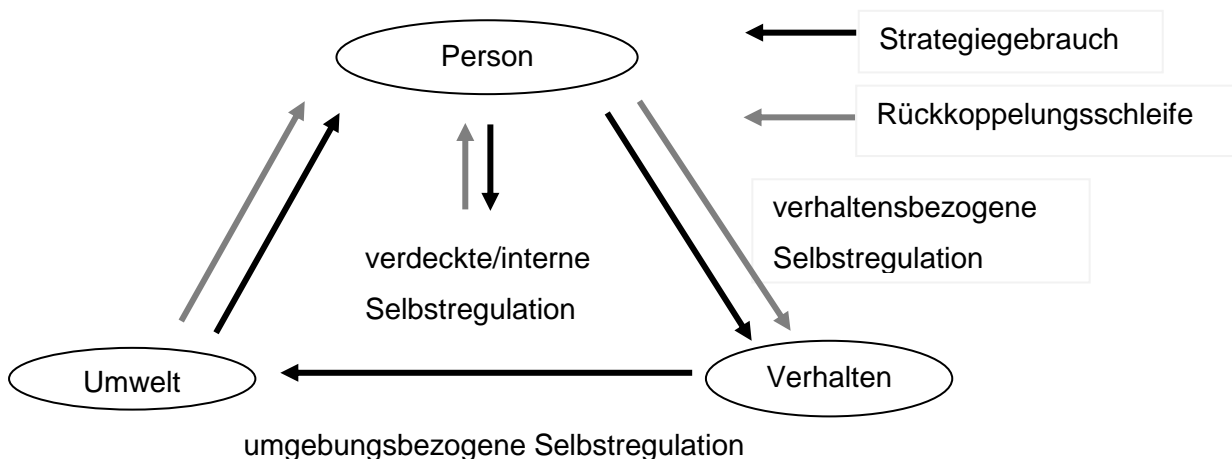 Person
Strategiegebrauch
Rückkoppelungsschleife
verhaltensbezogene
Selbstregulation
verdeckte/interne
Selbstregulation
Umwelt
Verhalten
umgebungsbezogene Selbstregulation